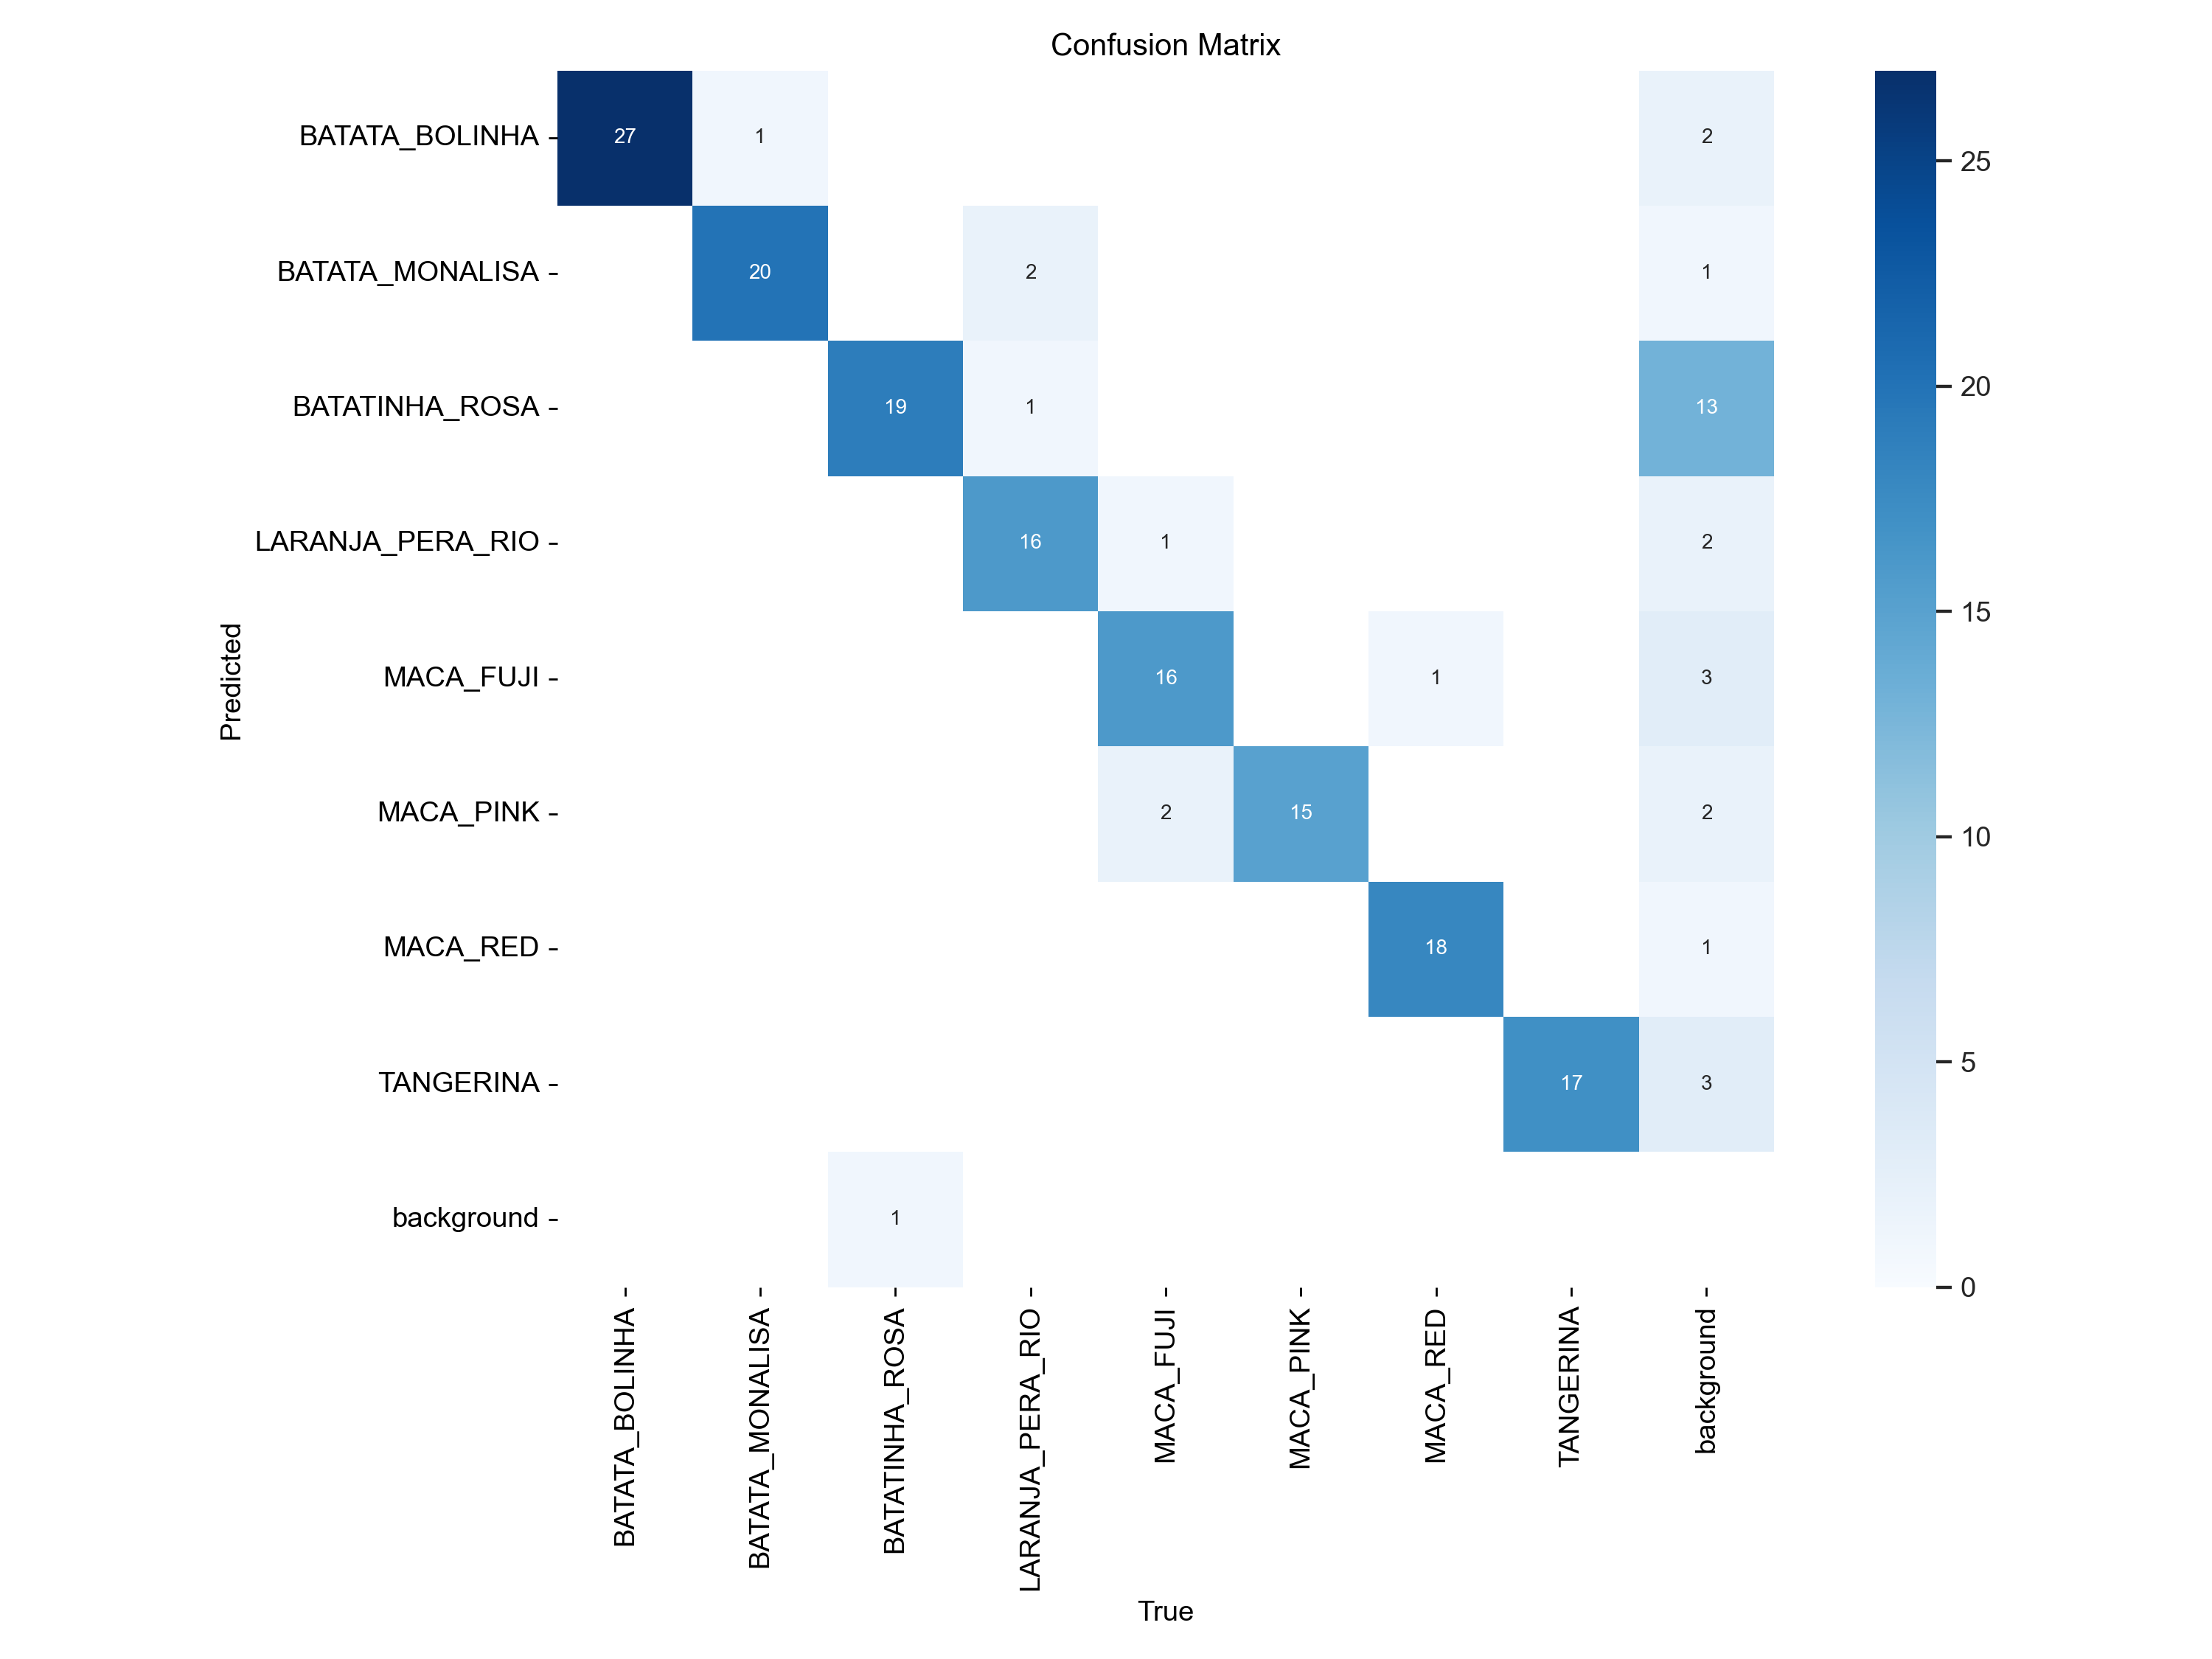 Confusion Matrix
BATATA_BOLINHA
27
1
2
BATATA_MONALISA
20
2
1
BATATINHA_ROSA
19
1
13
LARANJA_PERA_RIO
16
1
2
MACA_FUJI
16
1
3
MACA_PINK
2
15
2
MACA_RED
18
1
TANGERINA
17
3
background
1
Predicted
BATATA_BOLINHA
BATATA_MONALISA
BATATINHA_ROSA
LARANJA_PERA_RIO
MACA_FUJI
MACA_PINK
MACA_RED
TANGERINA
background
True
25
20
15
10
5
0